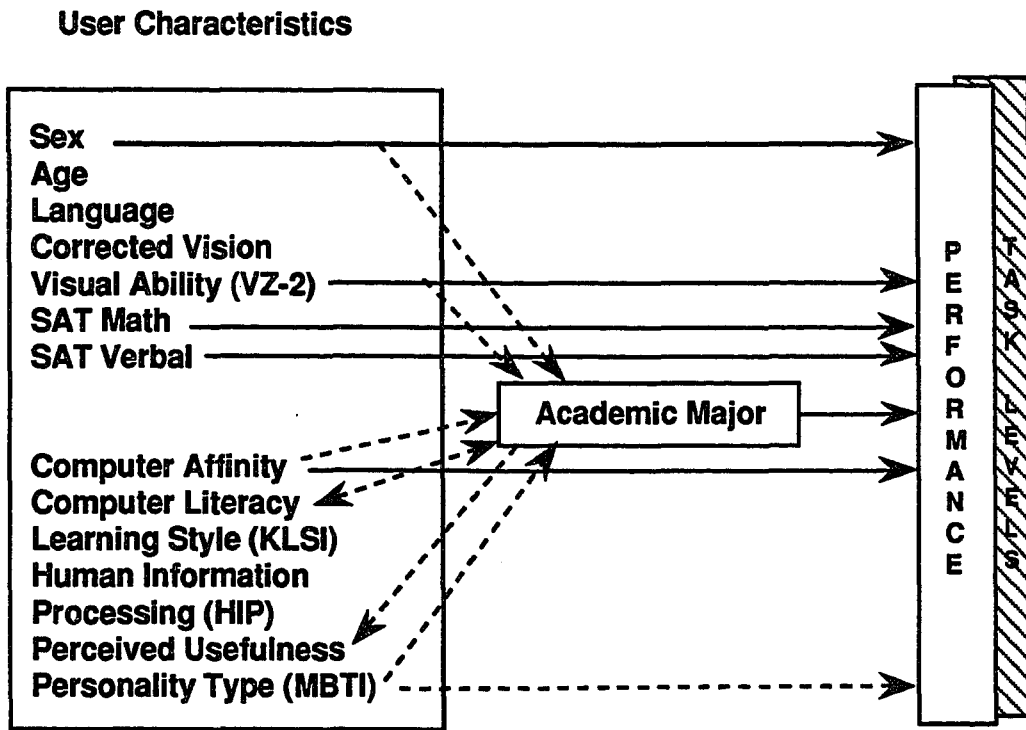 User Characteristics
Sex
Age
Language
Corrected Vision
Visual Ability (VZ-2)
SAT Math
SAT Verbal
Academic Major
Computer Affinity
Computer Literacy
Learning Style (KLSI)
Human Information
Processing (HIP)
Perceived Usefulness
Personality Type (MBTI)
PERFORMANCE
TASK LEVELS